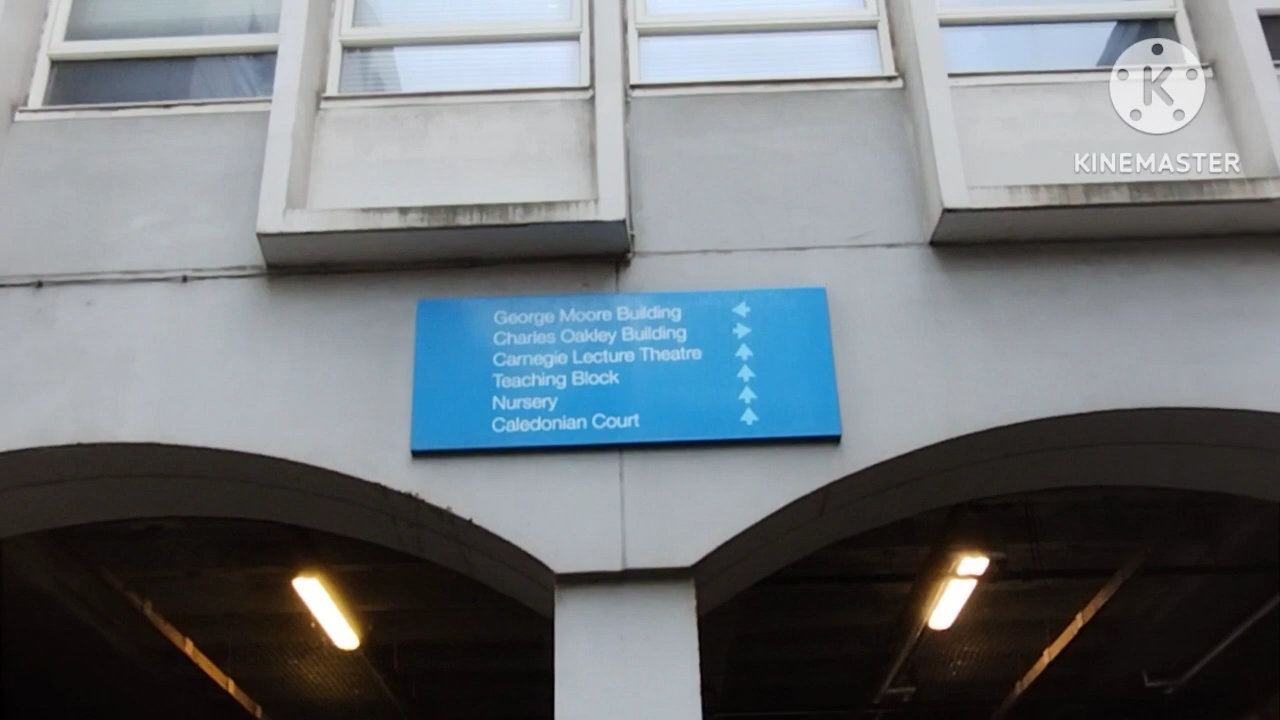 K
KINEMASTER
George Moore Building ←
Charles Oakley Building →
Carnegie Lecture Theatre ↑
Teaching Block ↑
Nursery ↑
Caledonian Court ↑